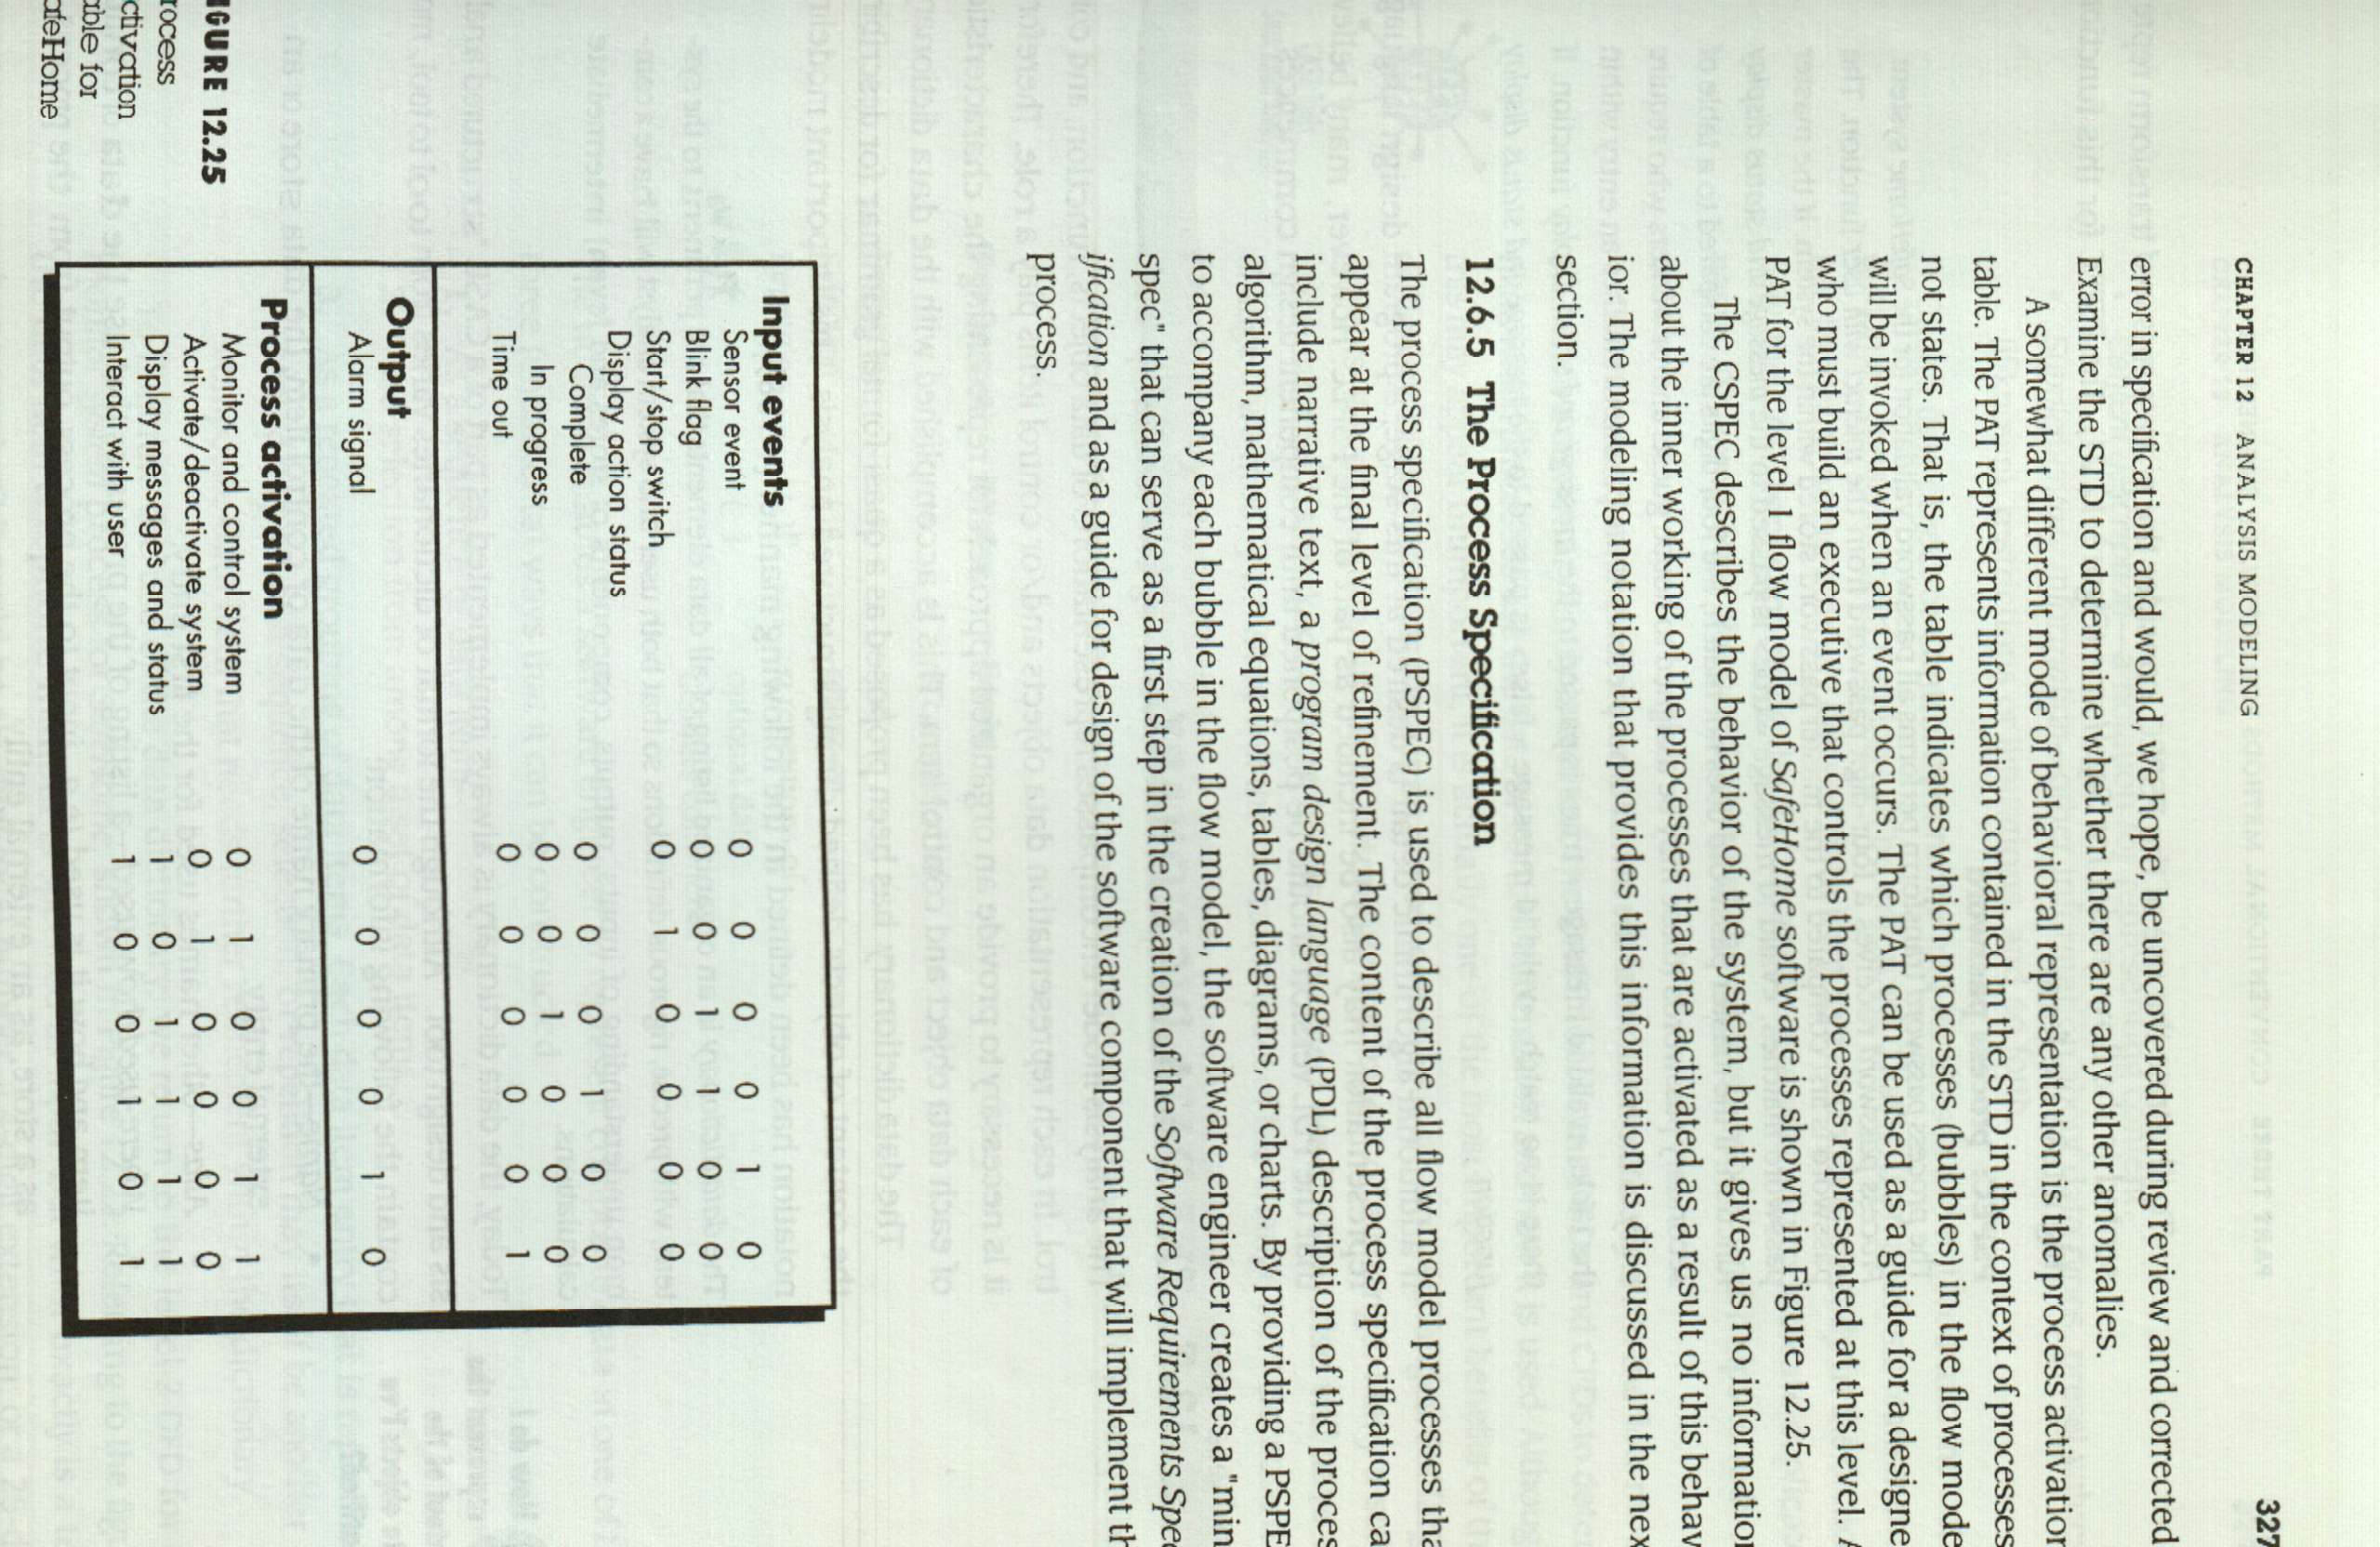 CHAPTER 12 ANALYSIS MODELING
327
error in specification and would, we hope, be uncovered during review and corrected
Examine the STD to determine whether there are any other anomalies.
A somewhat different mode of behavioral representation is the process activation
table. The PAT represents information contained in the STD in the context of processes
not states. That is, the table indicates which processes (bubbles) in the flow mode
will be invoked when an event occurs. The PAT can be used as a guide for a designe
who must build an executive that controls the processes represented at this level. A
PAT for the level 1 flow model of SafeHome software is shown in Figure 12.25.
The CSPEC describes the behavior of the system, but it gives us no information
about the inner working of the processes that are activated as a result of this behav
ior. The modeling notation that provides this information is discussed in the nex
section.
12.6.5 The Process Specification
The process specification (PSPEC) is used to describe all flow model processes tha
appear at the final level of refinement. The content of the process specification ca
include narrative text, a program design language (PDL) description of the proces
algorithm, mathematical equations, tables, diagrams, or charts. By providing a PSPE
to accompany each bubble in the flow model, the software engineer creates a "min
spec" that can serve as a first step in the creation of the Software Requirements Spec
ification and as a guide for design of the software component that will implement th
process.
IGURE 12.25
rocess
ctivation
able for
afeHome
Input events
Sensor event 0 0 0 0 1 0
Blink flag 0 0 1 1 0 0
Start/stop switch 0 1 0 0 0 0
Display action status
Complete 0 0 0 1 0 0
In progress 0 0 1 0 0 0
Time out 0 0 0 0 0 1
Output
Alarm signal 0 0 0 0 1 0
Process activation
Monitor and control system 0 1 0 0 1 1
Activate/deactivate system 0 1 0 0 0 0
Display messages and status 1 0 1 1 1 1
Interact with user 1 0 0 1 0 1